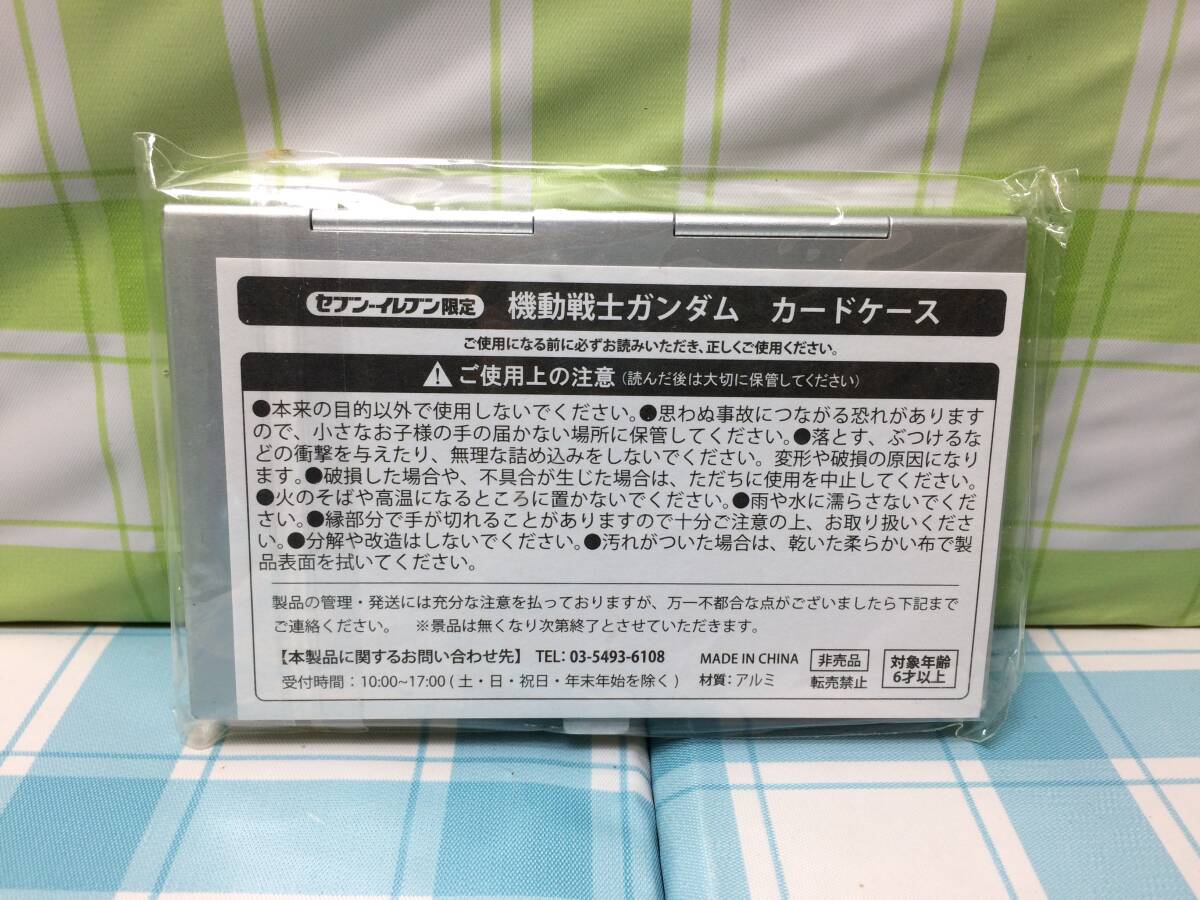 セブン-イレブン限定 機動戦士ガンダム カードケース
ご使用になる前に必ずお読みいただき、正しくご使用ください。
ご使用上の注意（読んだ後は大切に保管してください）
●本来の目的以外で使用しないでください。●思わぬ事故につながる恐れがあります
ので、小さなお子様の手の届かない場所に保管してください。●落とす、ぶつけるな
どの衝撃を与えたり、無理な詰め込みをしないでください。変形や破損の原因になり
ます。●破損した場合や、不具合が生じた場合は、ただちに使用を中止してください。
●火のそばや高温になるところに置かないでください。●雨や水に濡らさないでくだ
さい。●縁部分で手が切れることがありますので十分ご注意の上、お取り扱いくださ
い。●分解や改造はしないでください。●汚れがついた場合は、乾いた柔らかい布で製
品表面を拭いてください。
製品の管理・発送には充分な注意を払っておりますが、万一不都合な点がございましたら下記まで
ご連絡ください。 ※景品は無くなり次第終了とさせていただきます。
【本製品に関するお問い合わせ先】 TEL: 03-5493-6108 MADE IN CHINA 非売品 対象年齢
受付時間：10:00~17:00 ( 土・日・祝日・年末年始を除く ) 材質：アルミ 転売禁止 6才以上